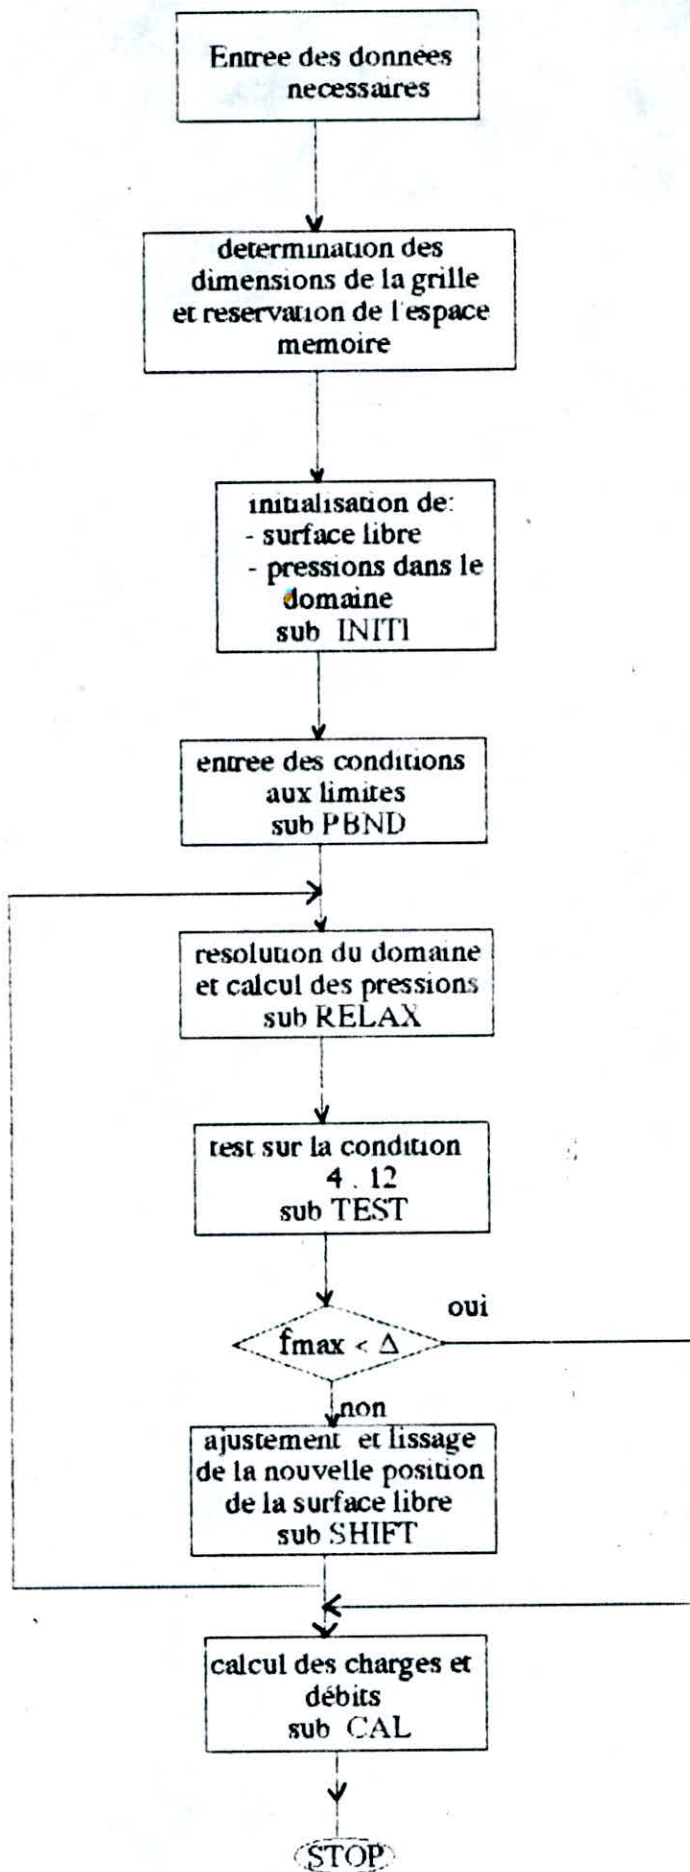 Entree des données
necessaires
determination des
dimensions de la grille
et reservation de l'espace
memoire
initialisation de:
- surface libre
- pressions dans le
domaine
sub INITI
entree des conditions
aux limites
sub PBND
resolution du domaine
et calcul des pressions
sub RELAX
test sur la condition
4 . 12
sub TEST
oui
fmax < Δ
non
ajustement et lissage
de la nouvelle position
de la surface libre
sub SHIFT
calcul des charges et
débits
sub CAL
STOP